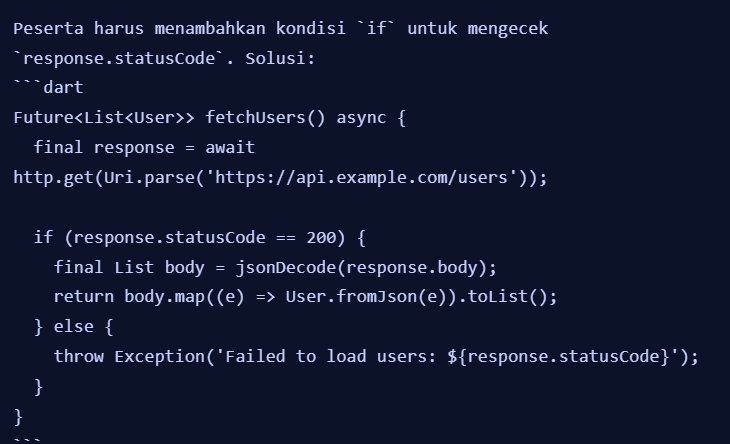 Peserta harus menambahkan kondisi `if` untuk mengecek
`response.statusCode`. Solusi:
```dart
Future<List<User>> fetchUsers() async {
  final response = await
http.get(Uri.parse('https://api.example.com/users'));

  if (response.statusCode == 200) {
    final List body = jsonDecode(response.body);
    return body.map((e) => User.fromJson(e)).toList();
  } else {
    throw Exception('Failed to load users: ${response.statusCode}');
  }
}
```